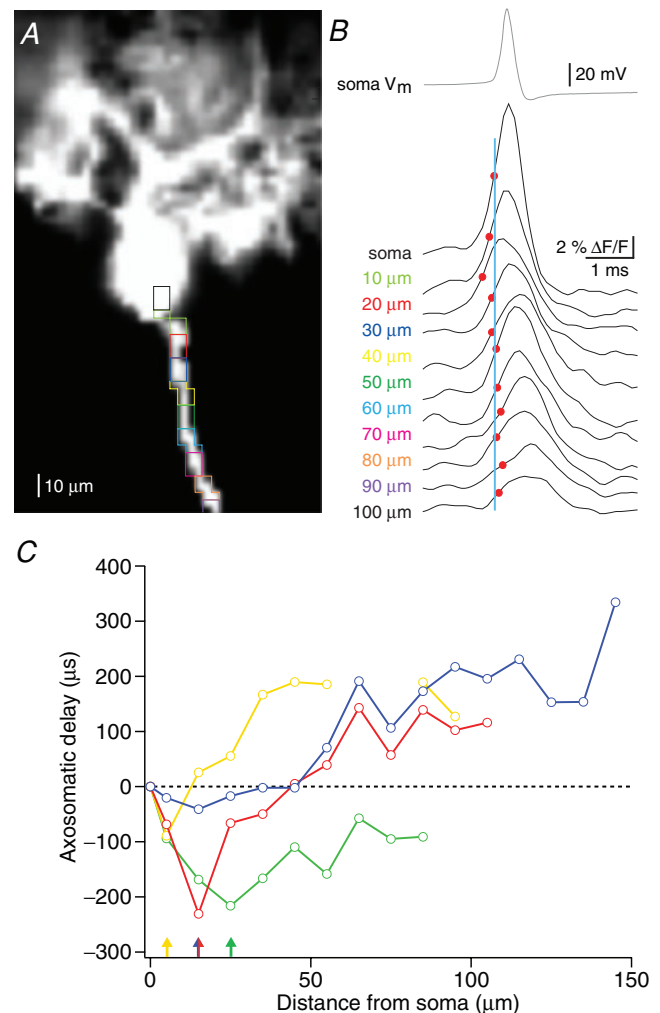 A
10 µm
B
soma Vm
20 mV
2 % ΔF/F
1 ms
soma
10 µm
20 µm
30 µm
40 µm
50 µm
60 µm
70 µm
80 µm
90 µm
100 µm
C
400
300
200
100
0
−100
−200
−300
Axosomatic delay (µs)
0
50
100
150
Distance from soma (µm)